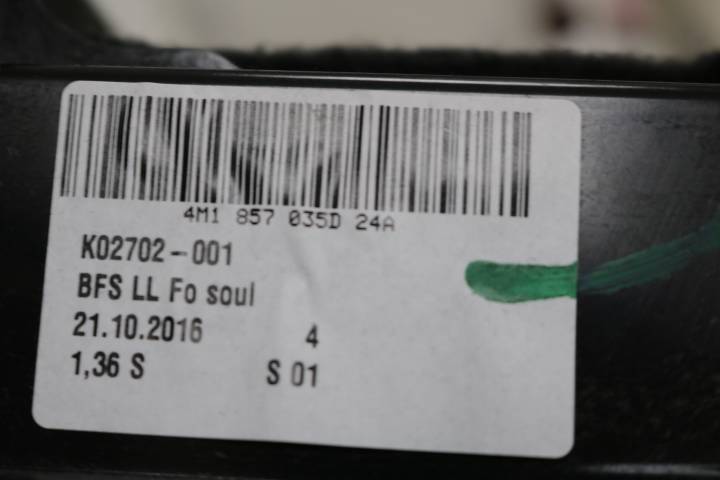 4M1 857 035D 24A
K02702-001
BFS LL Fo soul
21.10.2016 4
1,36 S S 01